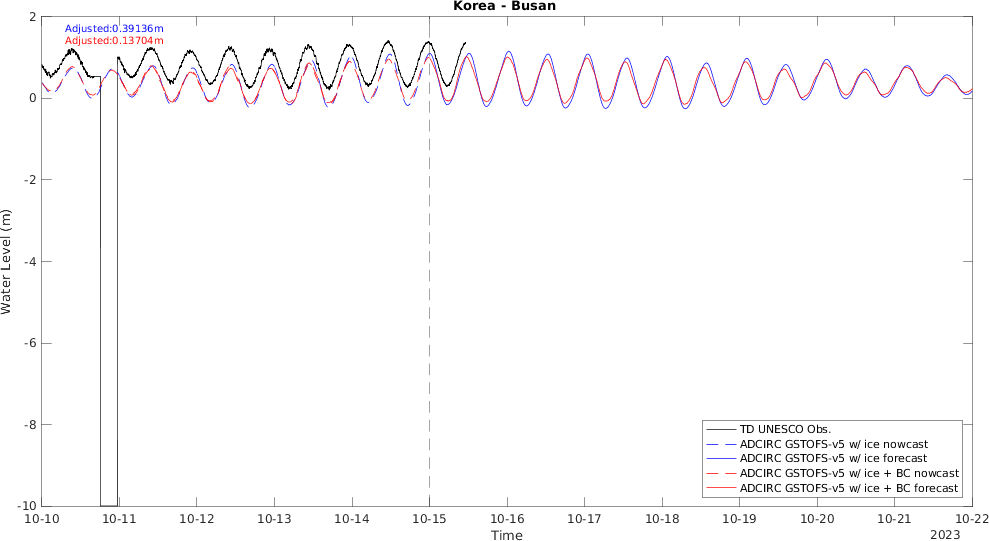 Korea - Busan
Adjusted:0.39136m
Adjusted:0.13704m
2
0
-2
-4
-6
-8
-10
Water Level (m)
TD UNESCO Obs.
ADCIRC GSTOFS-v5 w/ ice nowcast
ADCIRC GSTOFS-v5 w/ ice forecast
ADCIRC GSTOFS-v5 w/ ice + BC nowcast
ADCIRC GSTOFS-v5 w/ ice + BC forecast
10-10 10-11 10-12 10-13 10-14 10-15 10-16 10-17 10-18 10-19 10-20 10-21 10-22
Time
2023